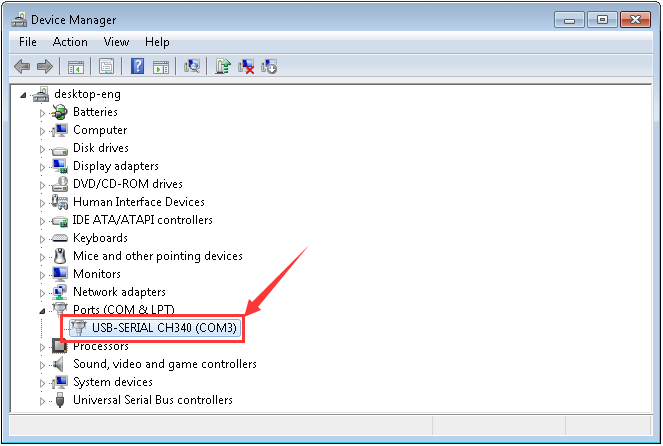 Device Manager
File Action View Help
desktop-eng
Batteries
Computer
Disk drives
Display adapters
DVD/CD-ROM drives
Human Interface Devices
IDE ATA/ATAPI controllers
Keyboards
Mice and other pointing devices
Monitors
Network adapters
Ports (COM & LPT)
USB-SERIAL CH340 (COM3)
Processors
Sound, video and game controllers
System devices
Universal Serial Bus controllers